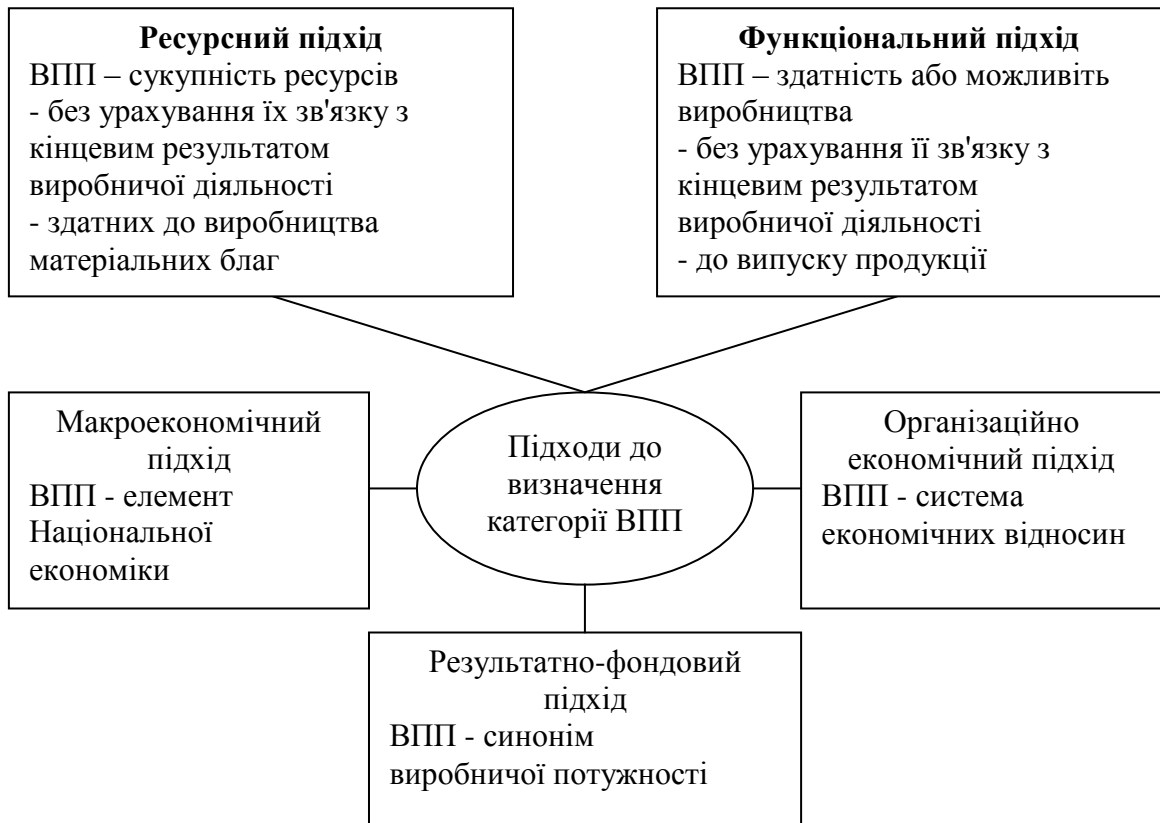 Ресурсний підхід
ВПП – сукупність ресурсів
- без урахування їх зв'язку з
кінцевим результатом
виробничої діяльності
- здатних до виробництва
матеріальних благ
Функціональний підхід
ВПП – здатність або можливіть
виробництва
- без урахування її зв'язку з
кінцевим результатом
виробничої діяльності
- до випуску продукції
Макроекономічний
підхід
ВПП - елемент
Національної
економіки
Підходи до
визначення
категорії ВПП
Організаційно
економічний підхід
ВПП - система
економічних відносин
Результатно-фондовий
підхід
ВПП - синонім
виробничої потужності